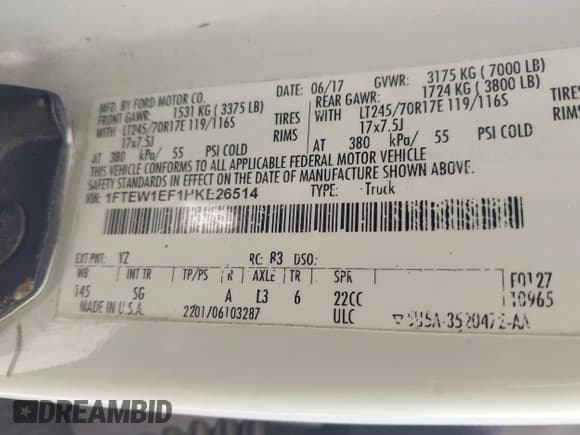 MFD. BY FORD MOTOR CO.
DATE: 06/17 GVWR: 3175 KG ( 7000 LB)
FRONT GAWR: 1531 KG ( 3375 LB) REAR GAWR: 1724 KG ( 3800 LB)
WITH LT245/70R17E 119/116S TIRES WITH LT245/70R17E 119/116S TIRES
17x7.5J RIMS 17x7.5J RIMS
AT 380 kPa/ 55 PSI COLD AT 380 kPa/ 55 PSI COLD
THIS VEHICLE CONFORMS TO ALL APPLICABLE FEDERAL MOTOR VEHICLE
SAFETY STANDARDS IN EFFECT ON THE DATE OF MANUFACTURE SHOWN ABOVE.
VIN: 1FTEW1EF1HKE26514 TYPE: Truck
EXT PNT: YZ RC: 83 DSO:
WB INT TR TP/PS R AXLE TR SPR
145 SG A L3 6 22CC
F0127
10965
MADE IN U.S.A. 2201/06103287 ULC
DREAMBID